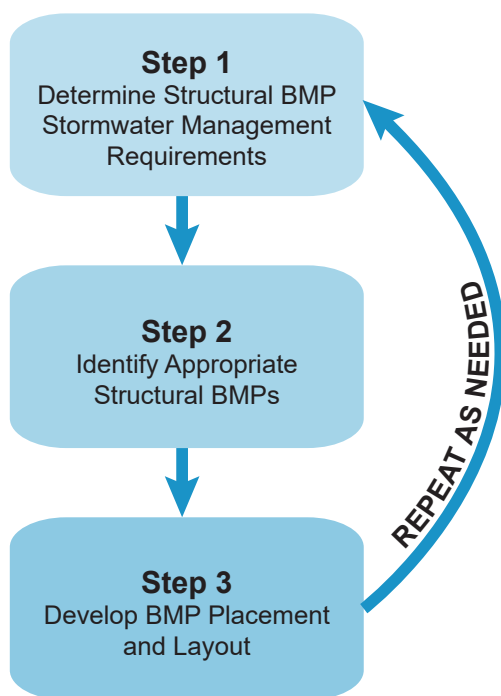 Step 1
Determine Structural BMP
Stormwater Management
Requirements
Step 2
Identify Appropriate
Structural BMPs
Step 3
Develop BMP Placement
and Layout
REPEAT AS NEEDED